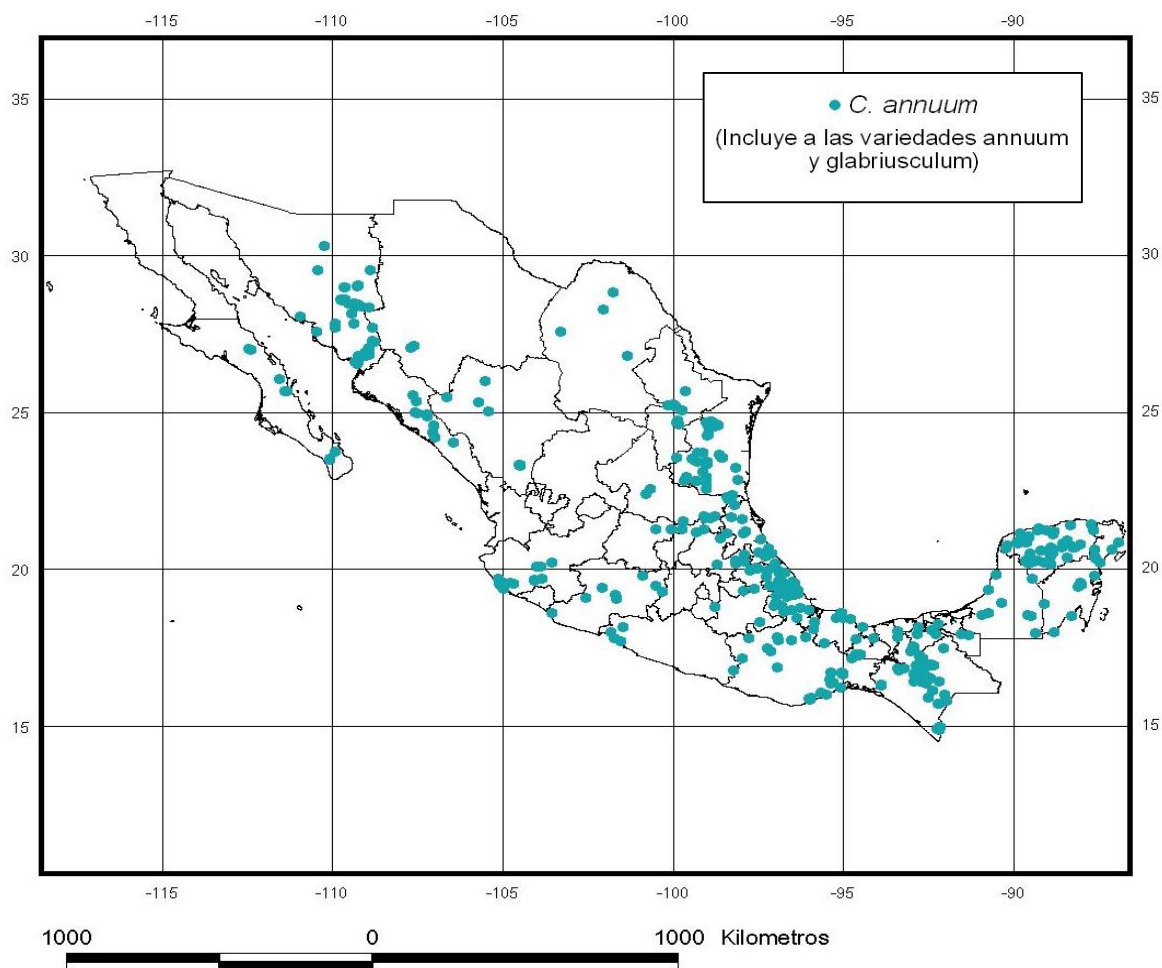 -115 -110 -105 -100 -95 -90
C. annuum
(Incluye a las variedades annuum
y glabriusculum)
35 35
30 30
25 25
20 20
15 15
-115 -110 -105 -100 -95 -90
1000 0 1000 Kilometros